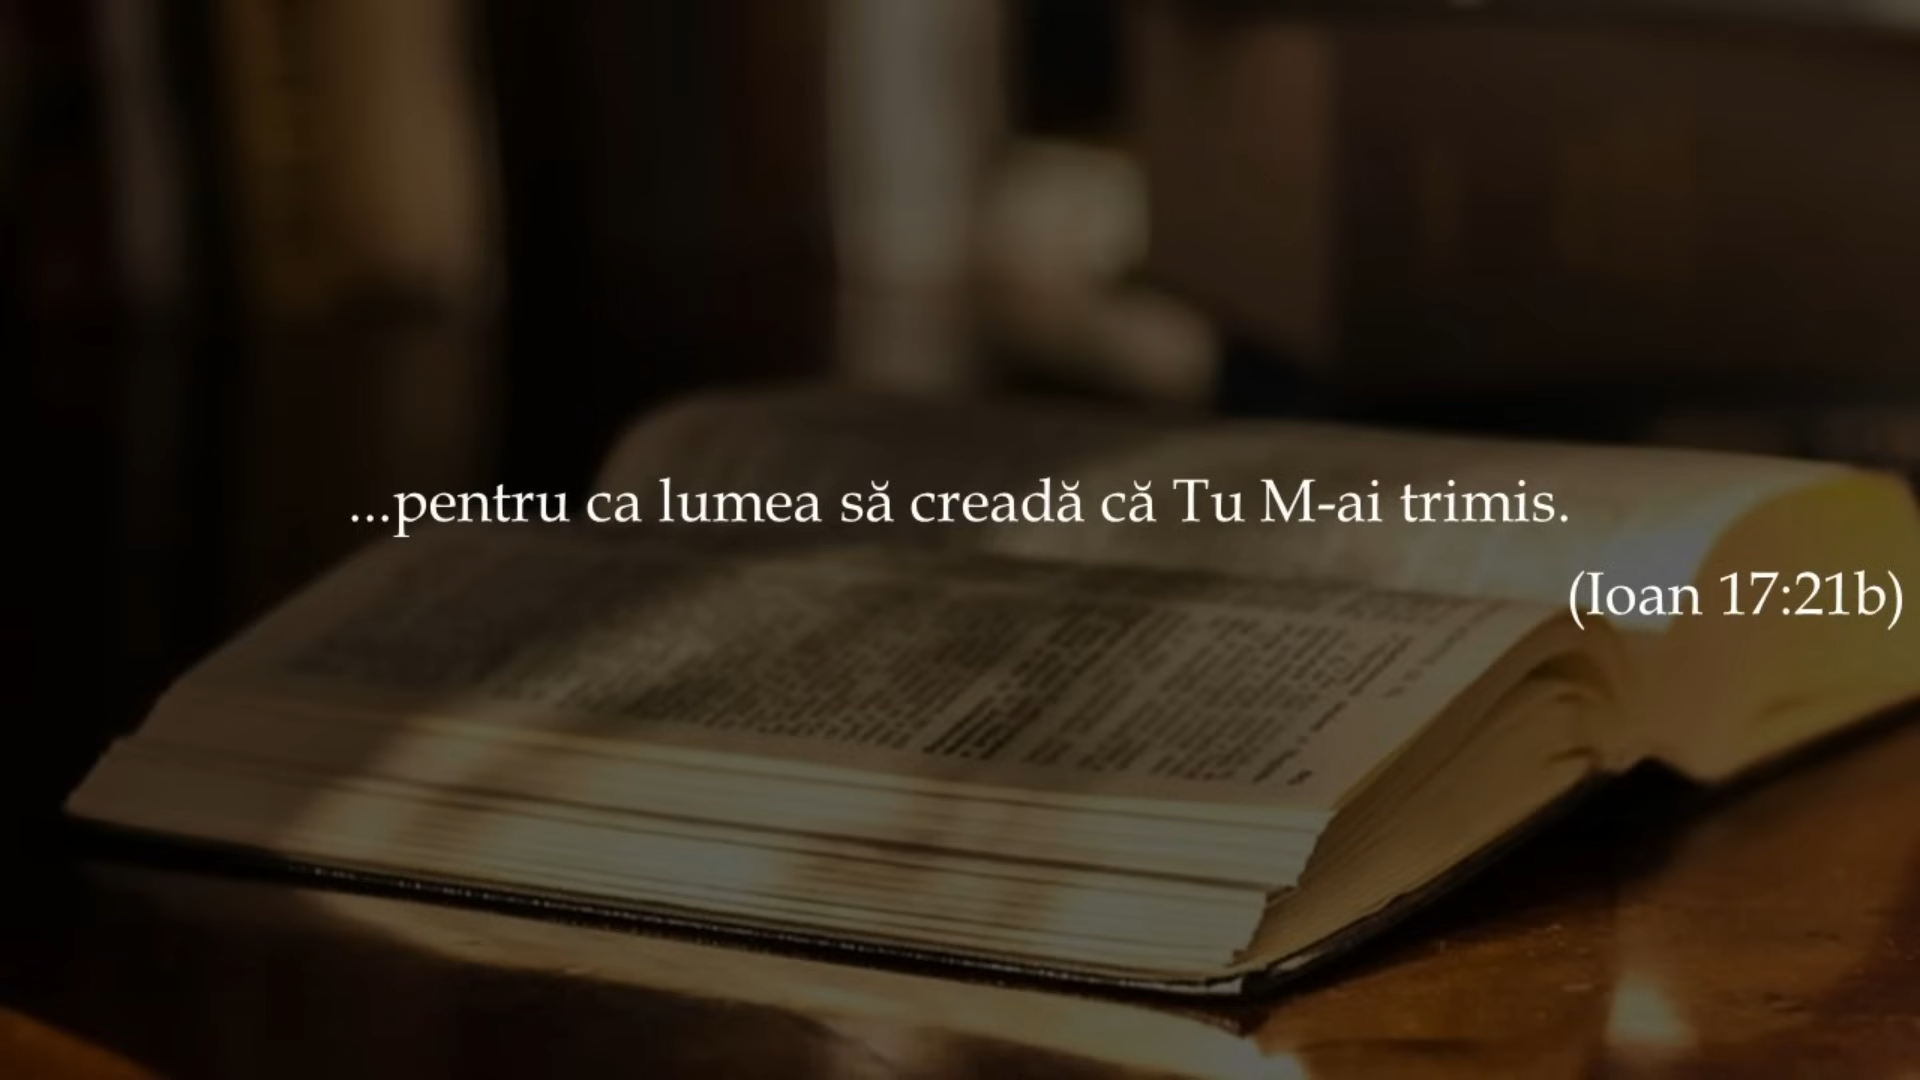 ...pentru ca lumea să creadă că Tu M-ai trimis.
(Ioan 17:21b)